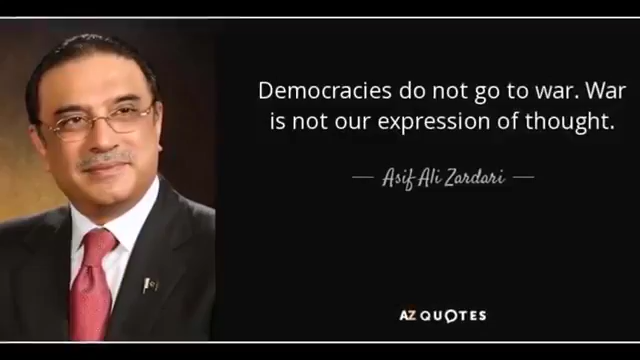 Democracies do not go to war. War
is not our expression of thought.
— Asif Ali Zardari —
AZ QUOTES